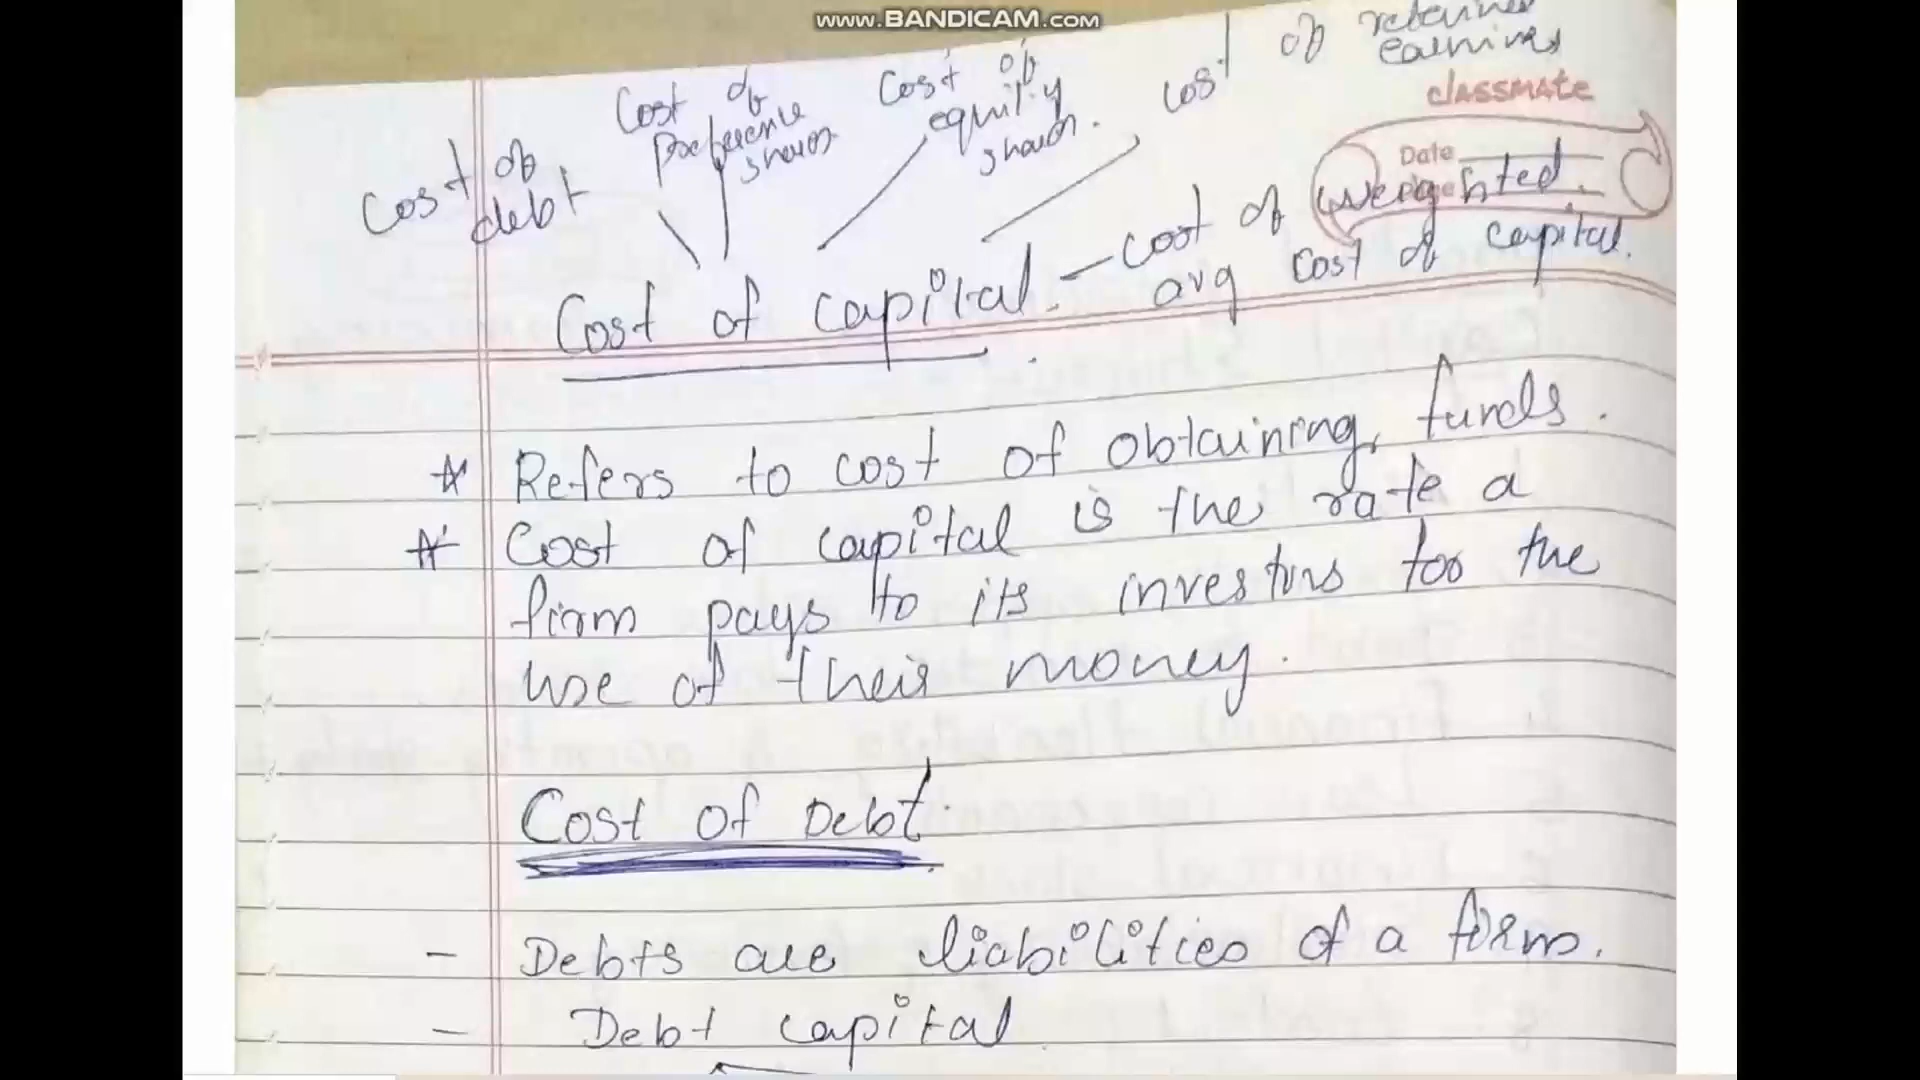 www.BANDICAM.com
cost of retained
earnings
classmate
Cost of
preference
shares
Cost of
equity
shares.
Cost of
debt
Date
Cost of capital. – cost of weighted.
avg cost of capital.
Refers to cost of obtaining funds.
Cost of capital is the rate a
firm pays to its investors for the
use of their money.
Cost of Debt.
- Debts are liabilities of a firm.
- Debt capital